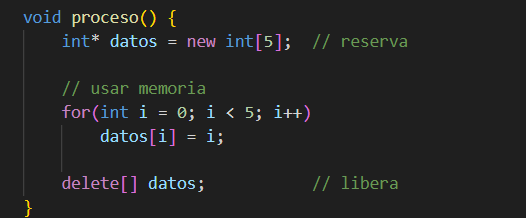 void proceso() {
    int* datos = new int[5];  // reserva

    // usar memoria
    for(int i = 0; i < 5; i++)
        datos[i] = i;

    delete[] datos;           // libera
}